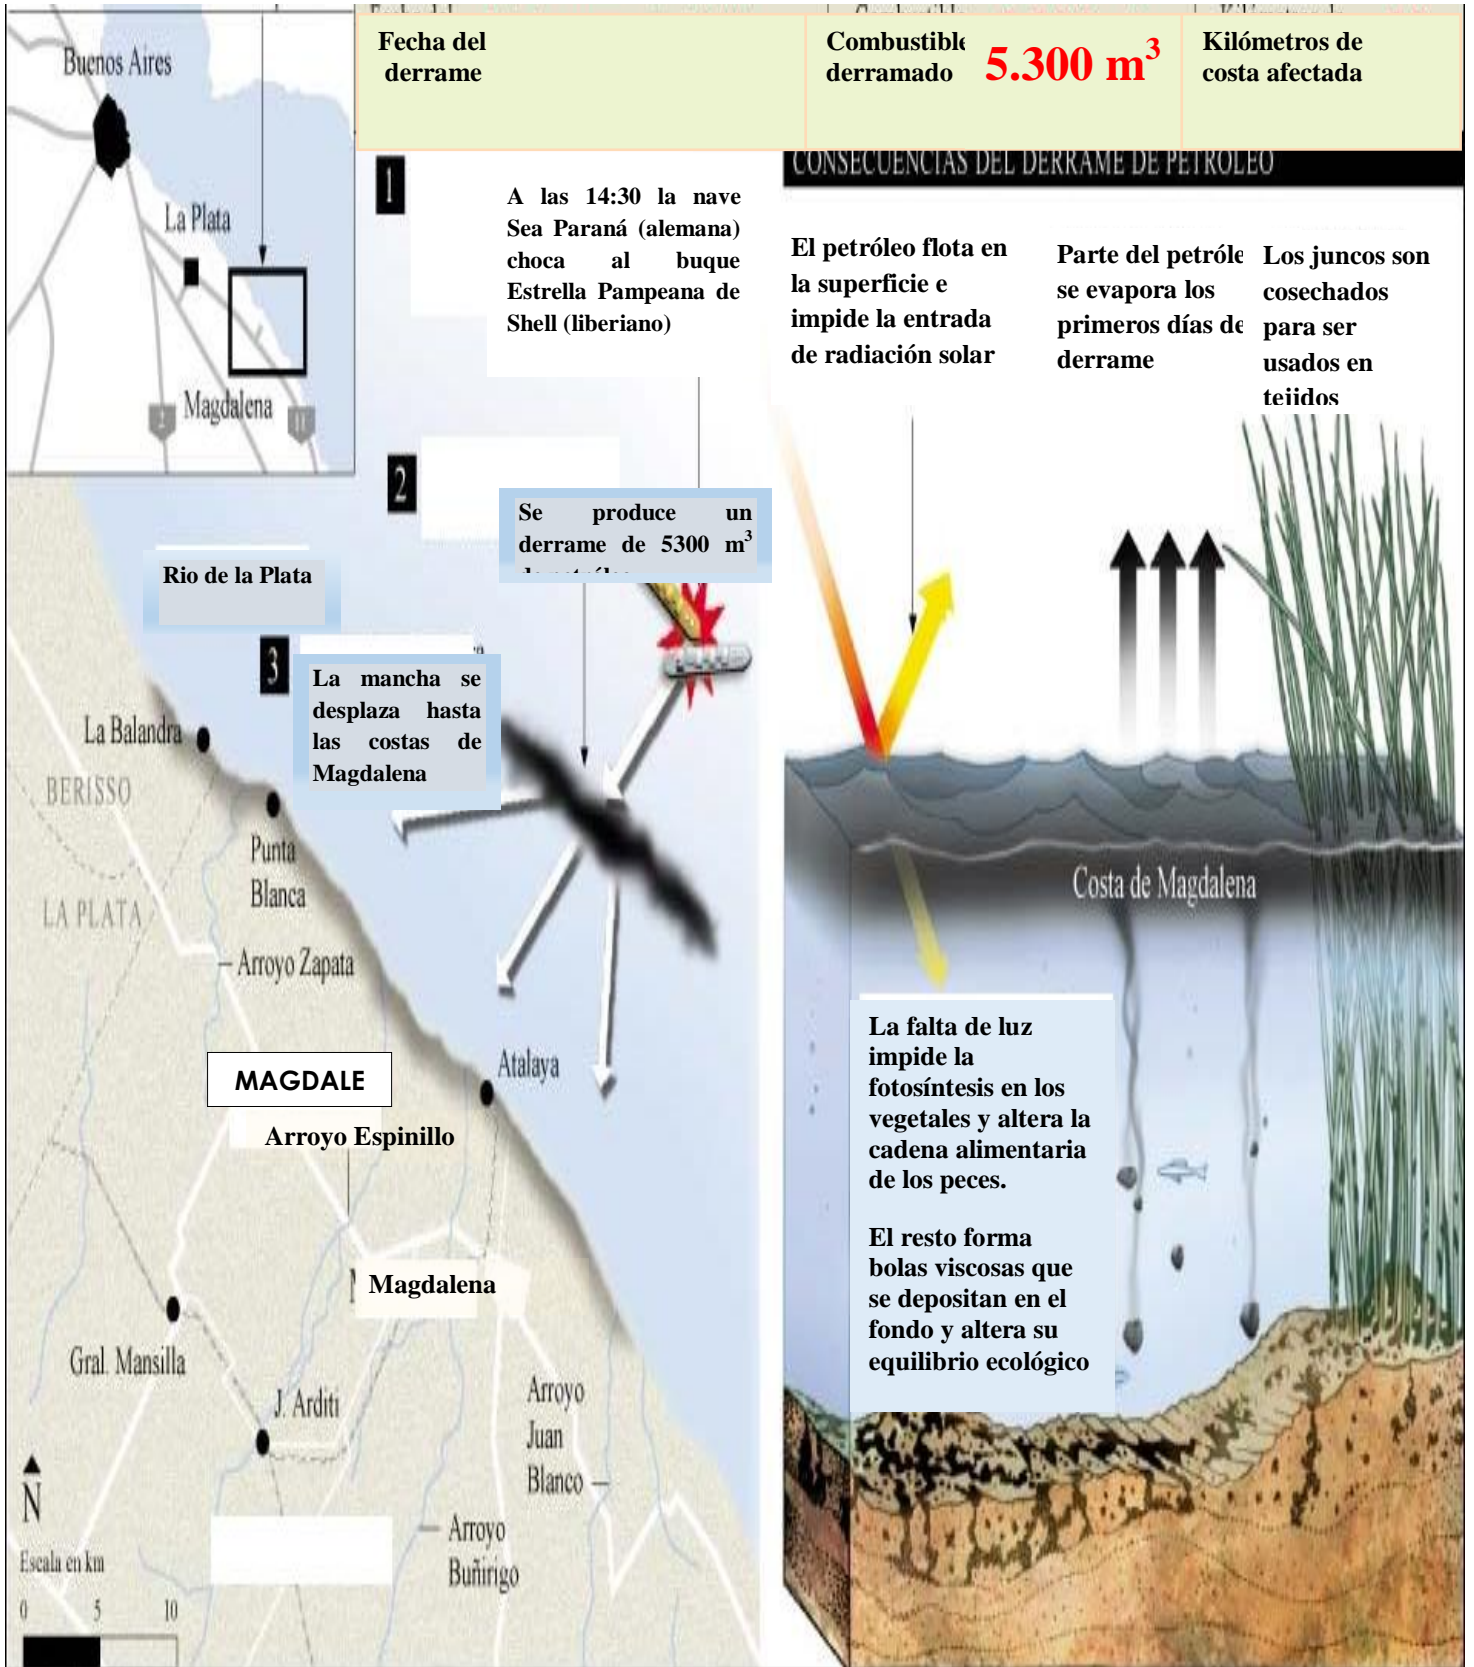 Fecha del
derrame
Combustible
derramado
5.300 m³
Kilómetros de
costa afectada
CONSECUENCIAS DEL DERRAME DE PETROLEO
Buenos Aires
La Plata
Magdalena
2
11
1
A las 14:30 la nave
Sea Paraná (alemana)
choca al buque
Estrella Pampeana de
Shell (liberiano)
2
Se produce un
derrame de 5300 m³
Rio de la Plata
3
La mancha se
desplaza hasta
las costas de
Magdalena
La Balandra
BERISSO
Punta
Blanca
LA PLATA
Arroyo Zapata
MAGDALE
Arroyo Espinillo
Atalaya
Magdalena
Gral. Mansilla
J. Arditi
Arroyo
Juan
Blanco
Arroyo
Buñirigo
N
Escala en km
0 5 10
El petróleo flota en
la superficie e
impide la entrada
de radiación solar
Parte del petróle
se evapora los
primeros días de
derrame
Los juncos son
cosechados
para ser
usados en
tejidos
Costa de Magdalena
La falta de luz
impide la
fotosíntesis en los
vegetales y altera la
cadena alimentaria
de los peces.
El resto forma
bolas viscosas que
se depositan en el
fondo y altera su
equilibrio ecológico